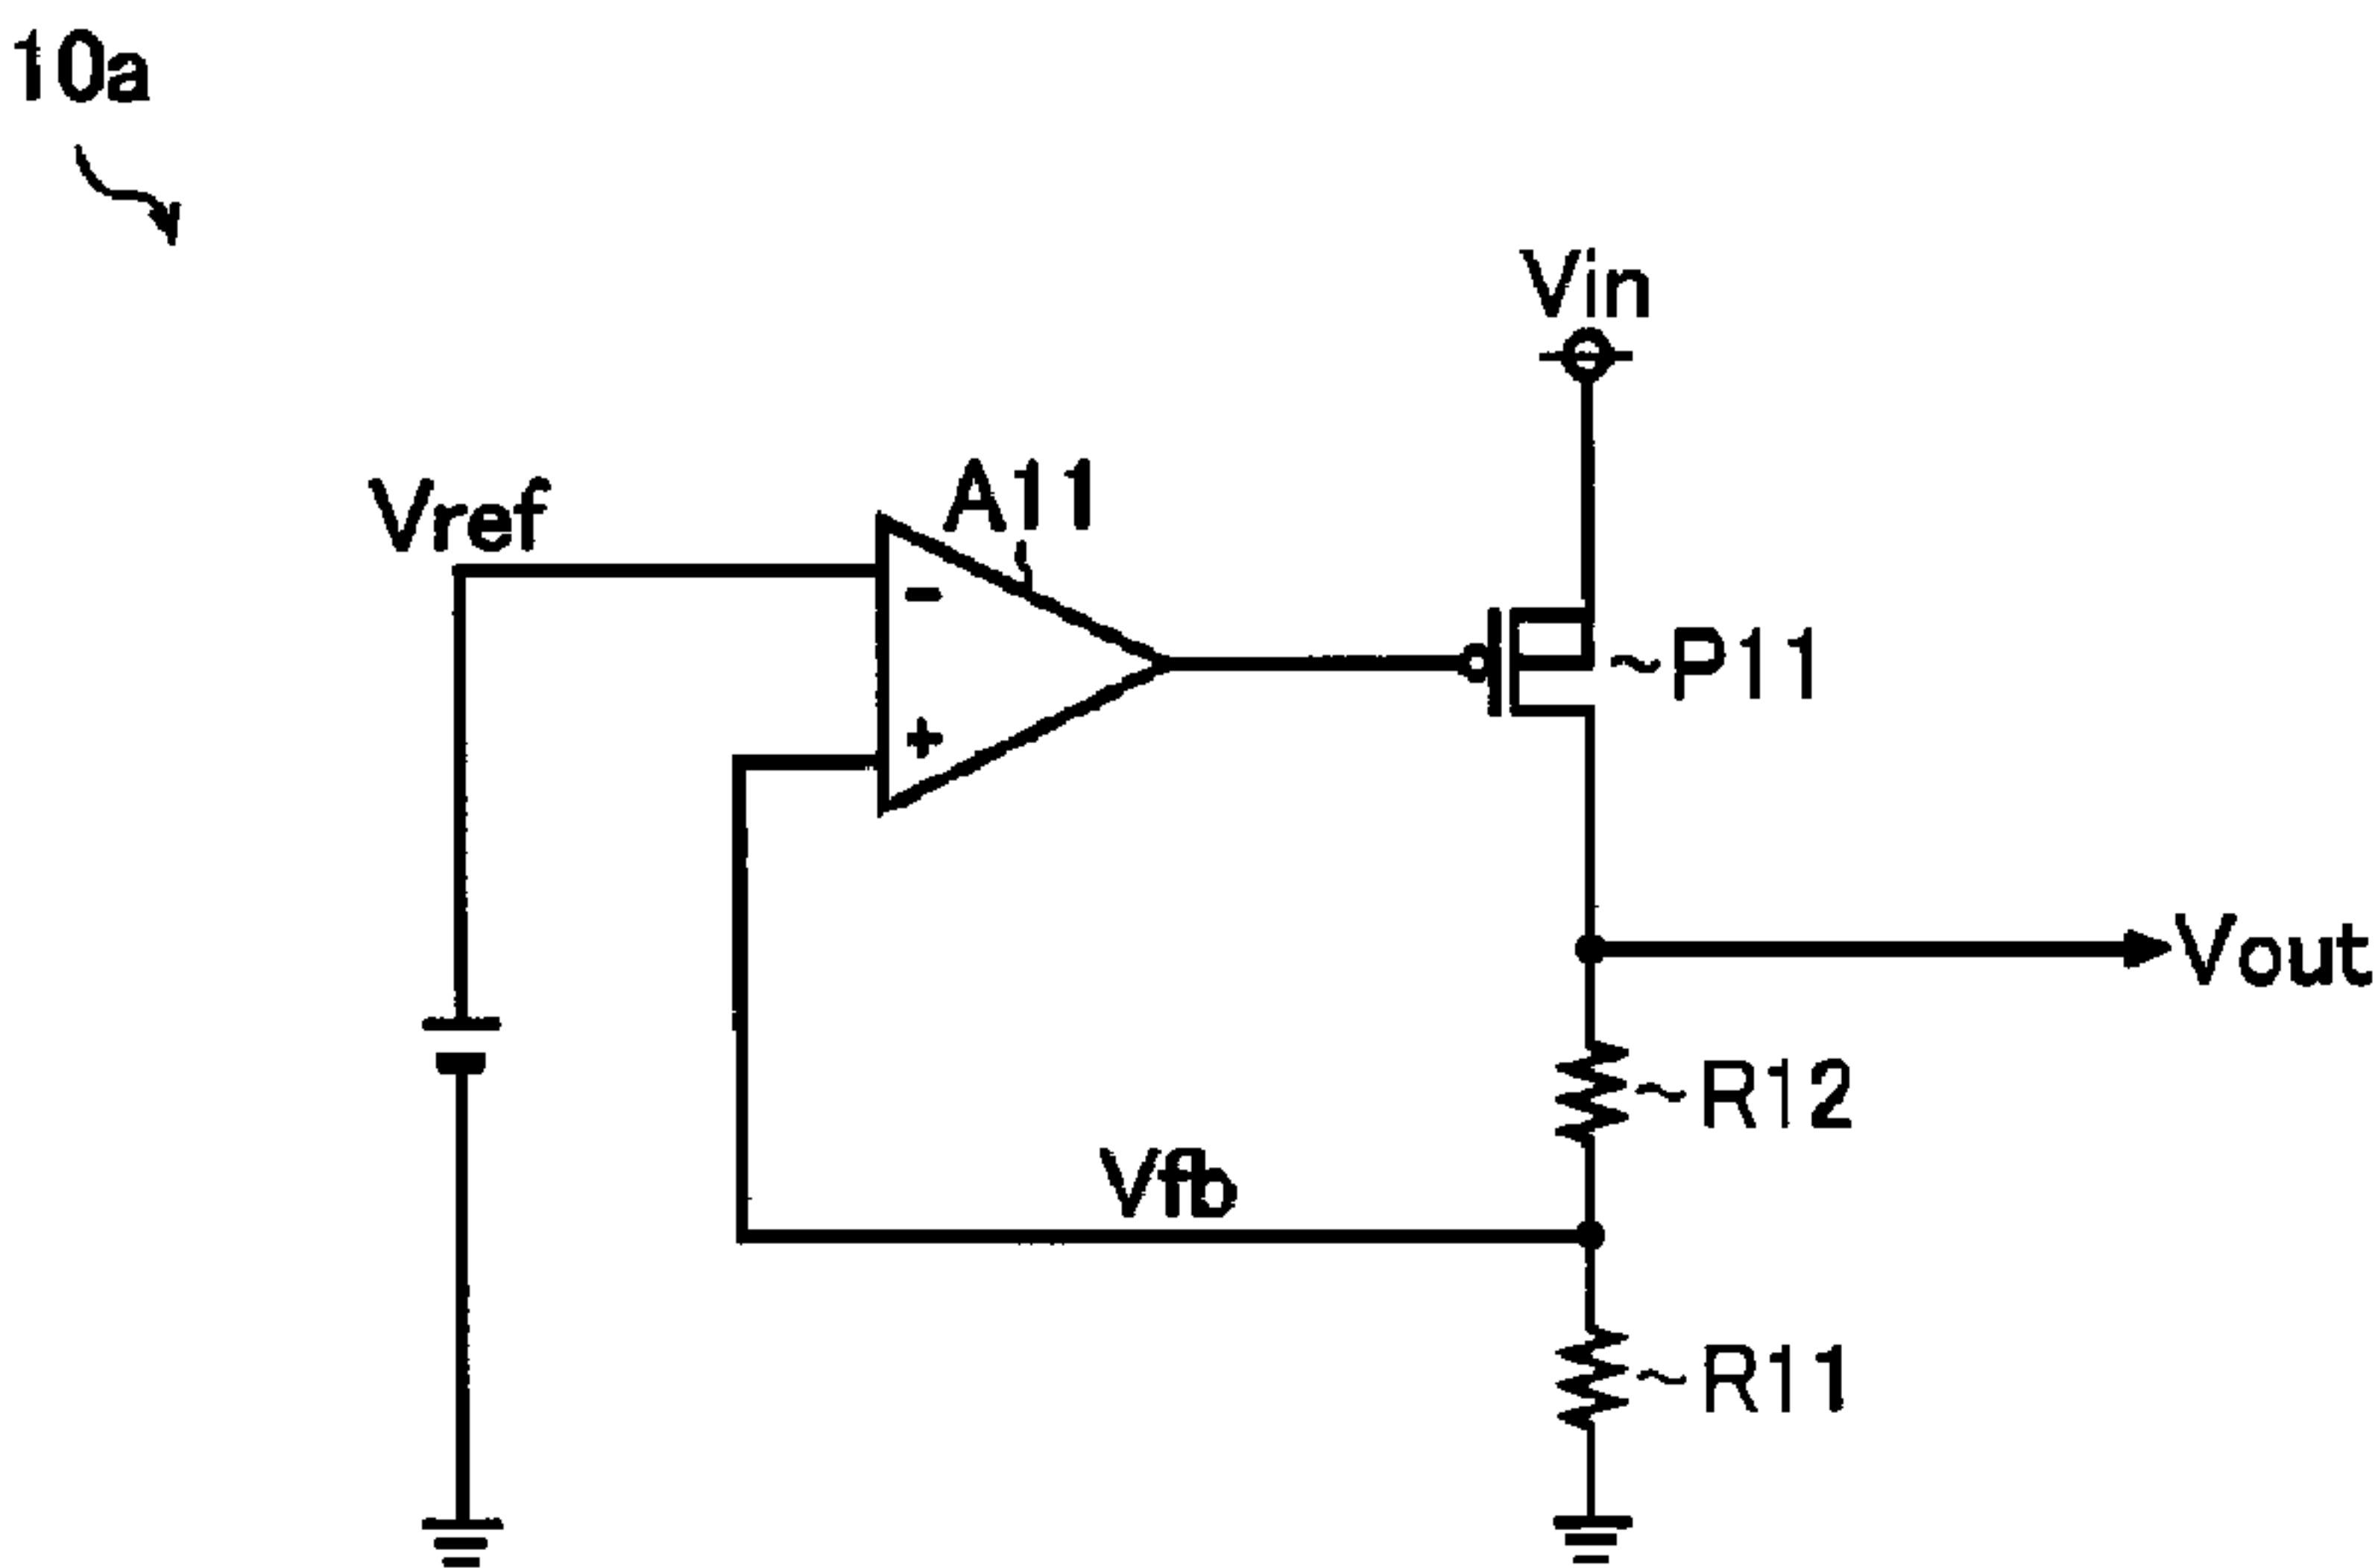 10a
Vin
Vref
A11
-
+
~P11
Vout
~R12
Vfb
~R11